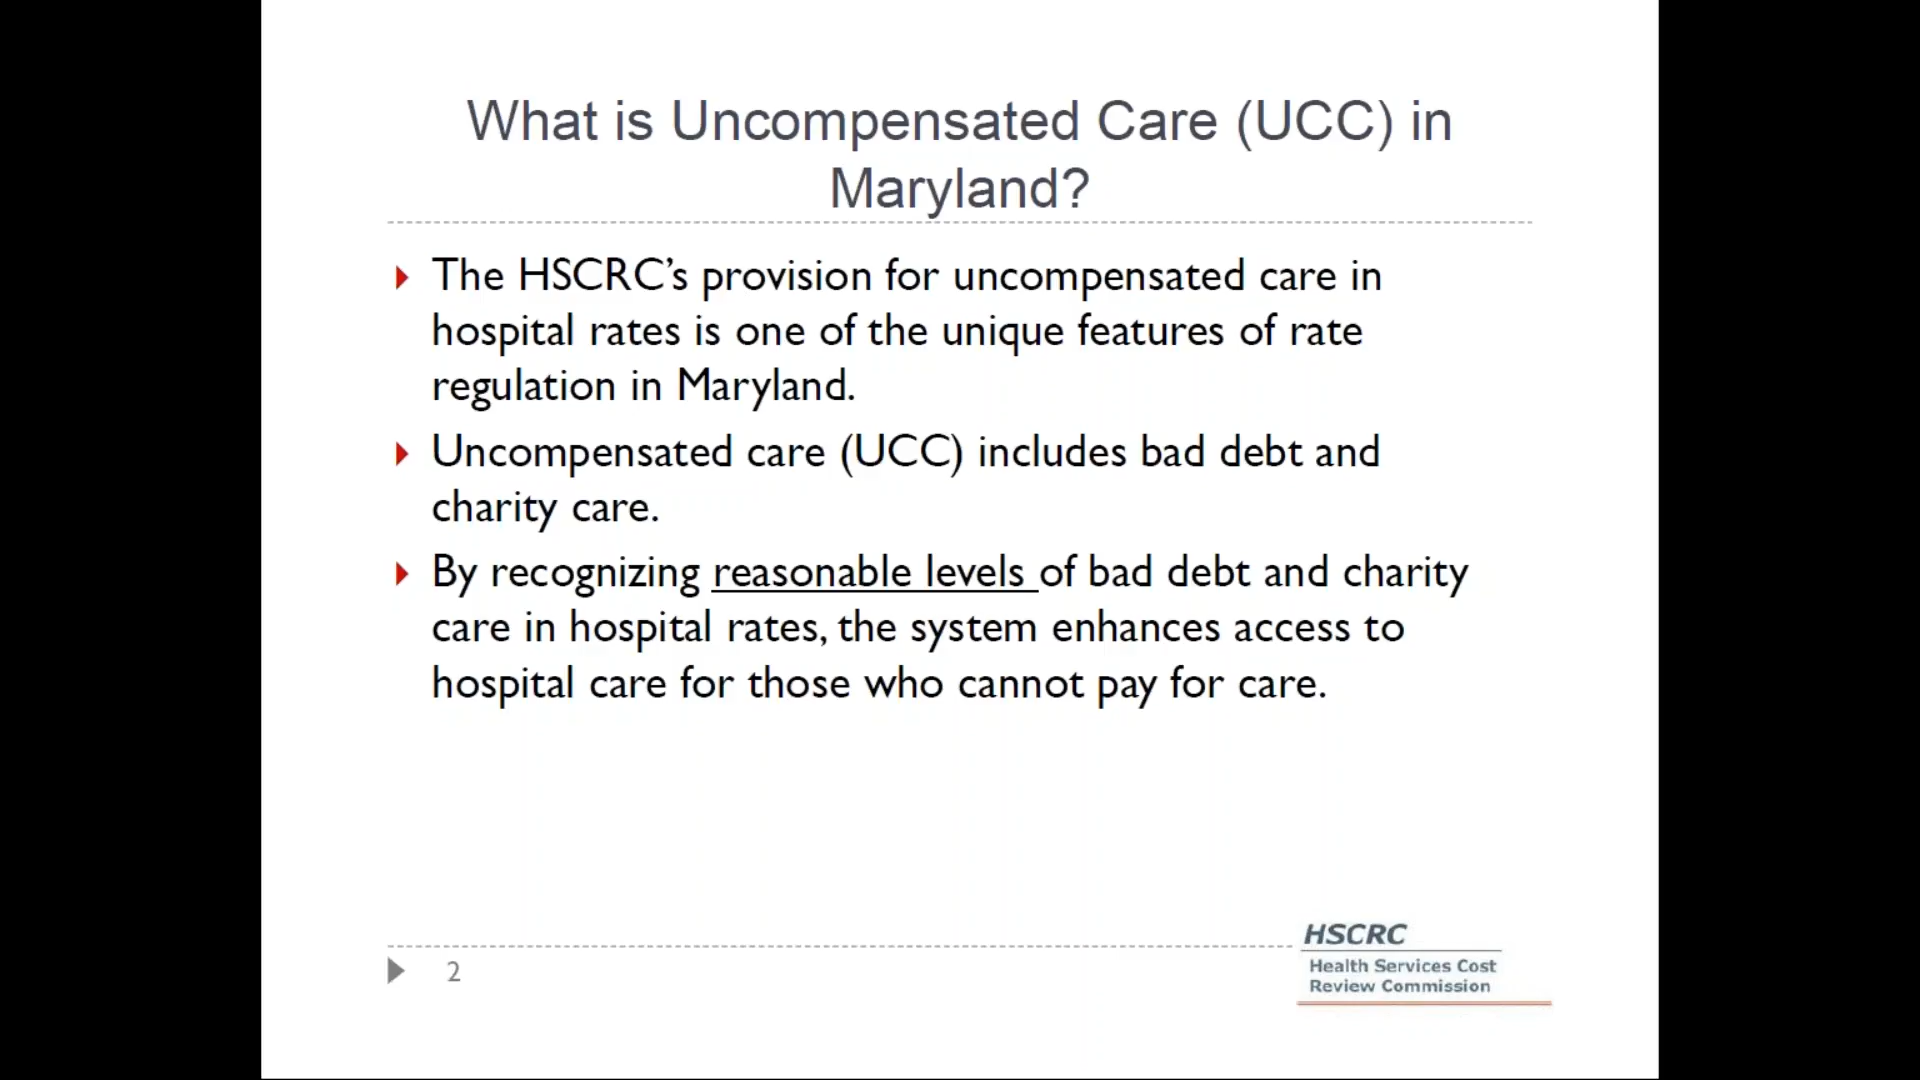 What is Uncompensated Care (UCC) in
Maryland?
The HSCRC’s provision for uncompensated care in
hospital rates is one of the unique features of rate
regulation in Maryland.
Uncompensated care (UCC) includes bad debt and
charity care.
By recognizing reasonable levels of bad debt and charity
care in hospital rates, the system enhances access to
hospital care for those who cannot pay for care.
2
HSCRC
Health Services Cost
Review Commission